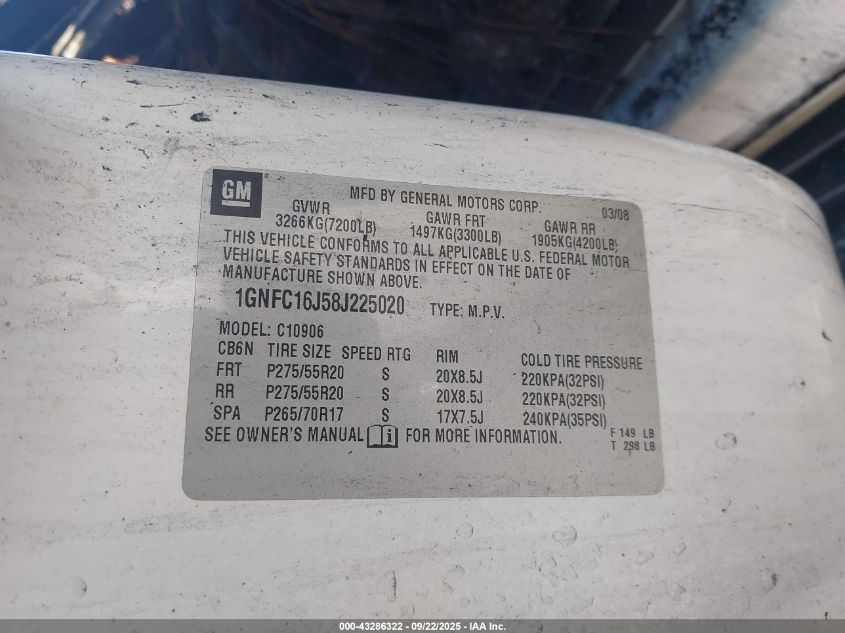 GM
MFD BY GENERAL MOTORS CORP. 03/08
GVWR GAWR FRT GAWR RR
3266KG(7200LB) 1497KG(3300LB) 1905KG(4200LB)
THIS VEHICLE CONFORMS TO ALL APPLICABLE U.S. FEDERAL MOTOR
VEHICLE SAFETY STANDARDS IN EFFECT ON THE DATE OF
MANUFACTURE SHOWN ABOVE.
1GNFC16J58J225020 TYPE: M.P.V.
MODEL: C10906
CB6N TIRE SIZE SPEED RTG RIM COLD TIRE PRESSURE
FRT P275/55R20 S 20X8.5J 220KPA(32PSI)
RR P275/55R20 S 20X8.5J 220KPA(32PSI)
SPA P265/70R17 S 17X7.5J 240KPA(35PSI)
SEE OWNER'S MANUAL i FOR MORE INFORMATION.
F 149 LB
T 298 LB
000-43286322 - 09/22/2025 - IAA Inc.